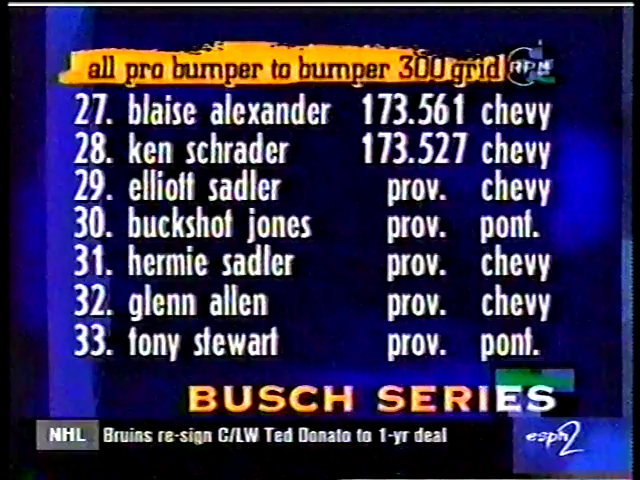 all pro bumper to bumper 300 grid RPM
27. blaise alexander 173.561 chevy
28. ken schrader 173.527 chevy
29. elliott sadler prov. chevy
30. buckshot jones prov. pont.
31. hermie sadler prov. chevy
32. glenn allen prov. chevy
33. tony stewart prov. pont.
BUSCH SERIES
NHL Bruins re-sign C/LW Ted Donato to 1-yr deal
espn2